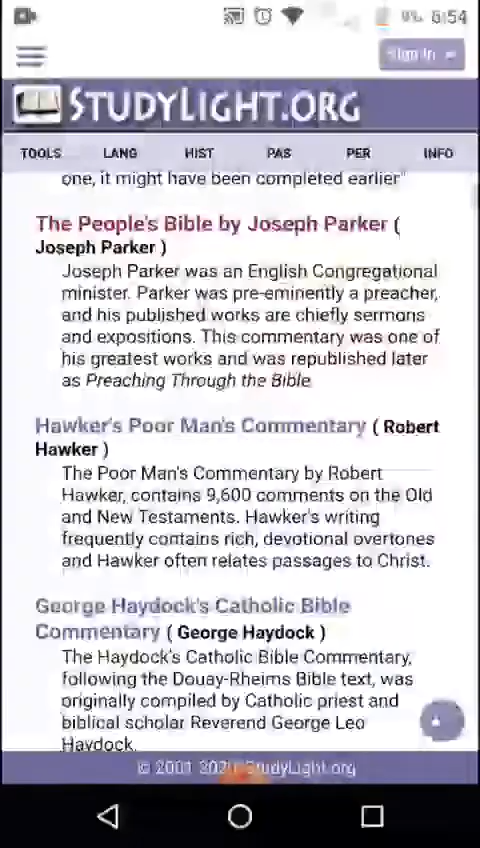 9% 6:54
Sign In
STUDYLIGHT.ORG
TOOLS LANG HIST PAS PER INFO
one, it might have been completed earlier"
The People's Bible by Joseph Parker (
Joseph Parker )
Joseph Parker was an English Congregational
minister. Parker was pre-eminently a preacher,
and his published works are chiefly sermons
and expositions. This commentary was one of
his greatest works and was republished later
as Preaching Through the Bible
Hawker's Poor Man's Commentary ( Robert
Hawker )
The Poor Man's Commentary by Robert
Hawker, contains 9,600 comments on the Old
and New Testaments. Hawker's writing
frequently contains rich, devotional overtones
and Hawker often relates passages to Christ.
George Haydock's Catholic Bible
Commentary ( George Haydock )
The Haydock's Catholic Bible Commentary,
following the Douay-Rheims Bible text, was
originally compiled by Catholic priest and
biblical scholar Reverend George Leo
Haydock.
© 2001 StudyLight.org